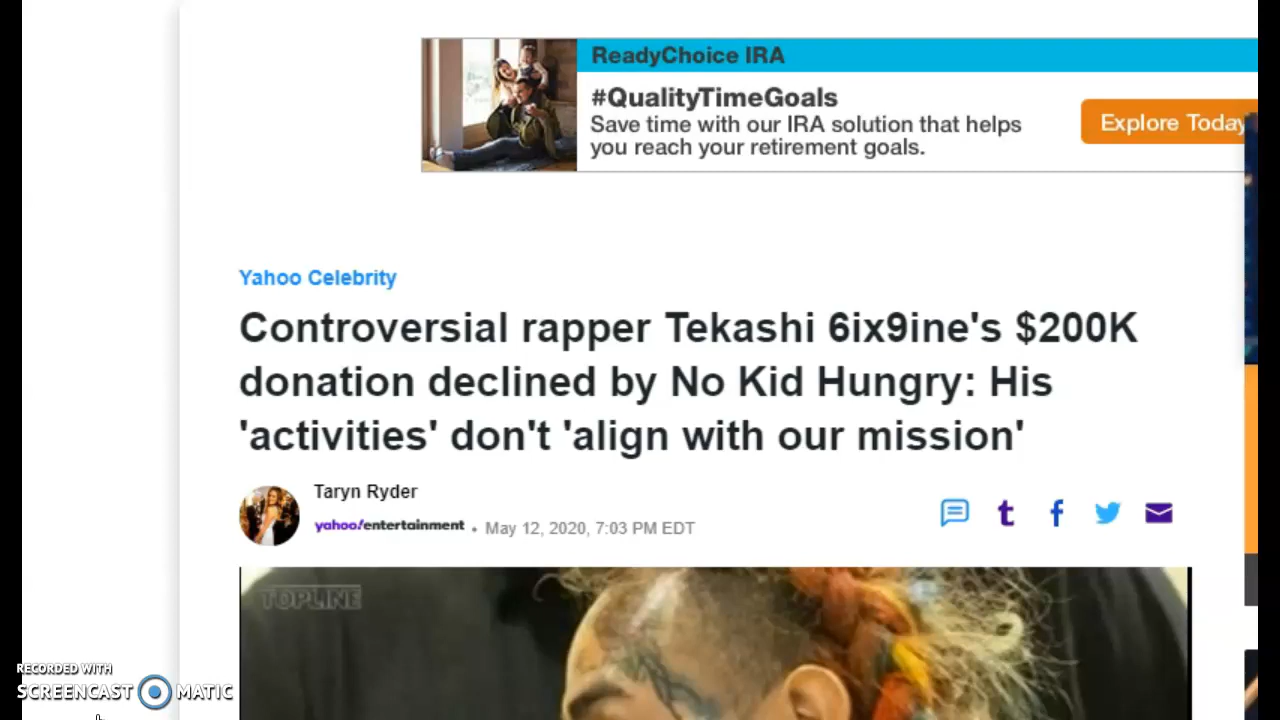 ReadyChoice IRA
#QualityTimeGoals
Save time with our IRA solution that helps
you reach your retirement goals.
Explore Today
Yahoo Celebrity
Controversial rapper Tekashi 6ix9ine's $200K
donation declined by No Kid Hungry: His
'activities' don't 'align with our mission'
Taryn Ryder
yahoo!entertainment • May 12, 2020, 7:03 PM EDT
TOPLINE
RECORDED WITH
SCREENCAST MATIC